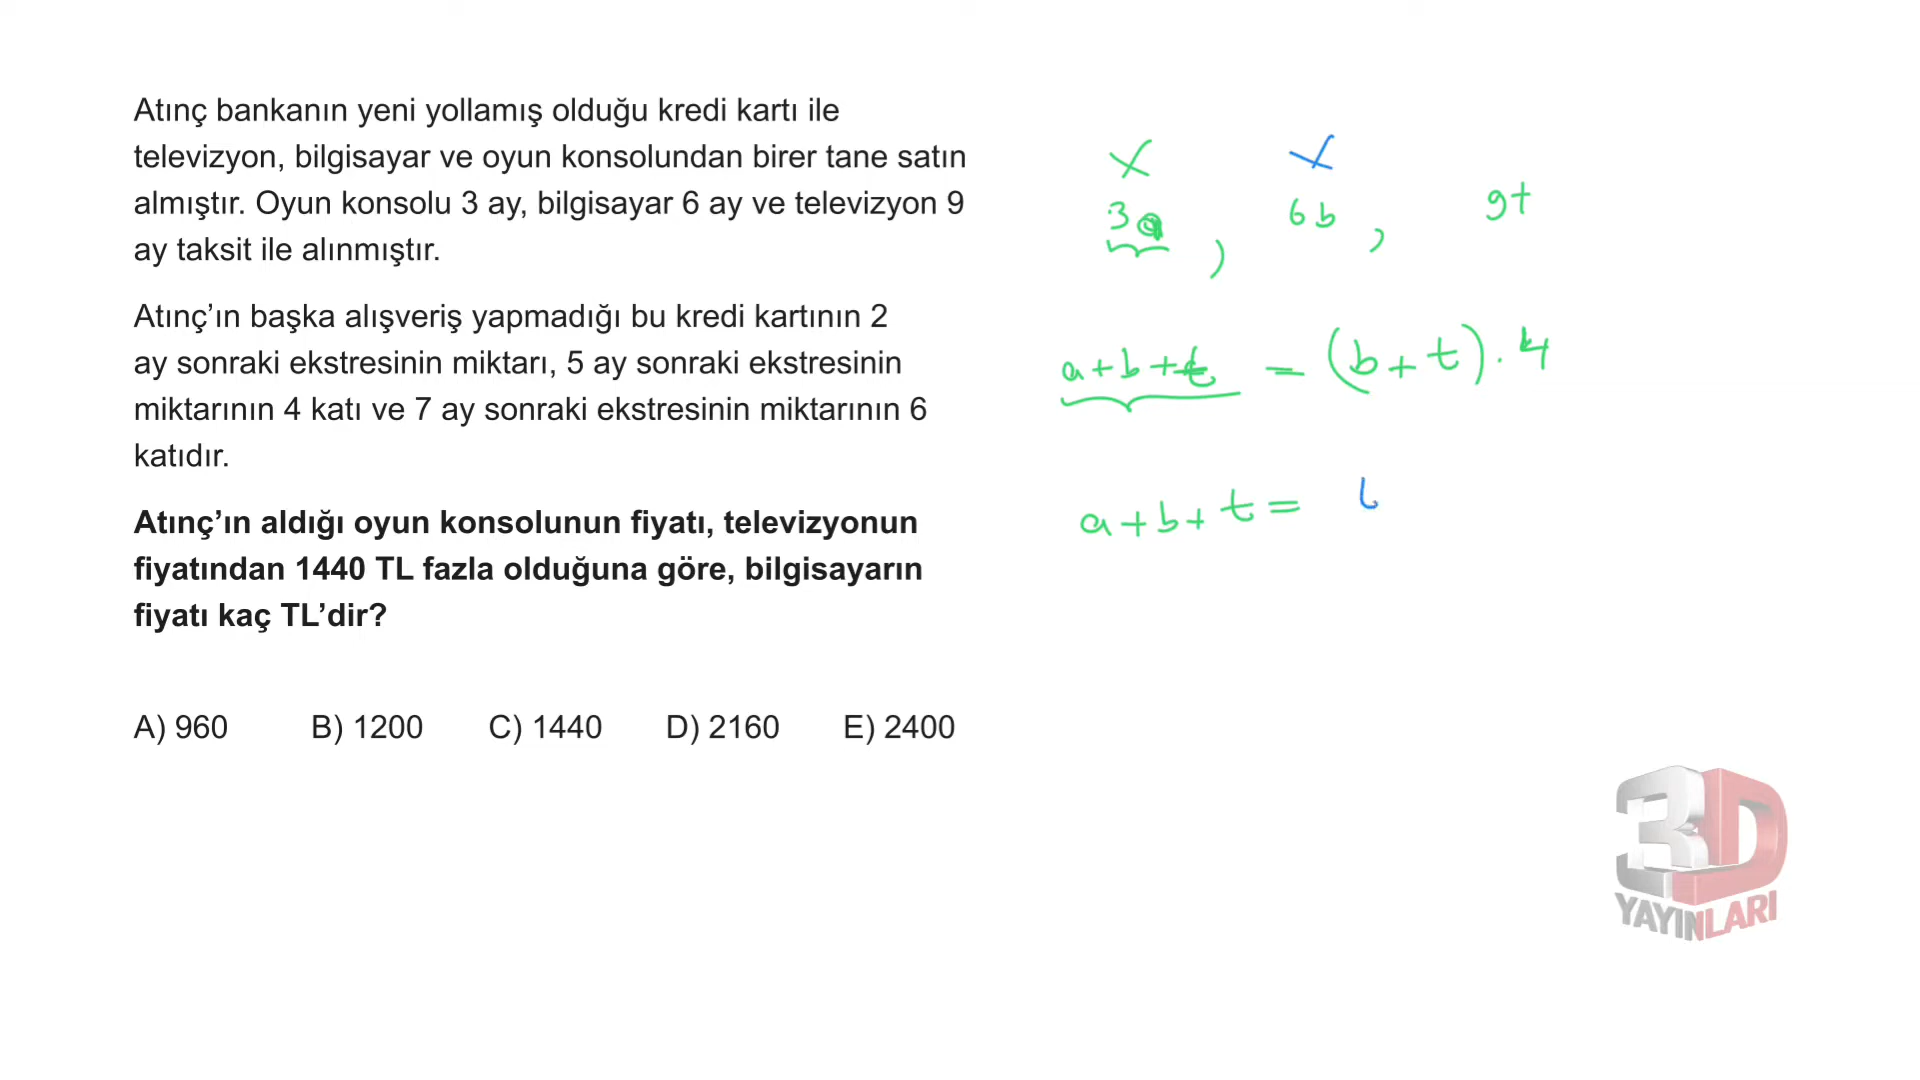 Atınç bankanın yeni yollamış olduğu kredi kartı ile
televizyon, bilgisayar ve oyun konsolundan birer tane satın
almıştır. Oyun konsolu 3 ay, bilgisayar 6 ay ve televizyon 9
ay taksit ile alınmıştır.
Atınç’ın başka alışveriş yapmadığı bu kredi kartının 2
ay sonraki ekstresinin miktarı, 5 ay sonraki ekstresinin
miktarının 4 katı ve 7 ay sonraki ekstresinin miktarının 6
katıdır.
Atınç’ın aldığı oyun konsolunun fiyatı, televizyonun
fiyatından 1440 TL fazla olduğuna göre, bilgisayarın
fiyatı kaç TL’dir?
A) 960 B) 1200 C) 1440 D) 2160 E) 2400
x x
3a , 6b , 9t
a+b+t = (b+t).4
a+b+t =
3D
YAYINLARI